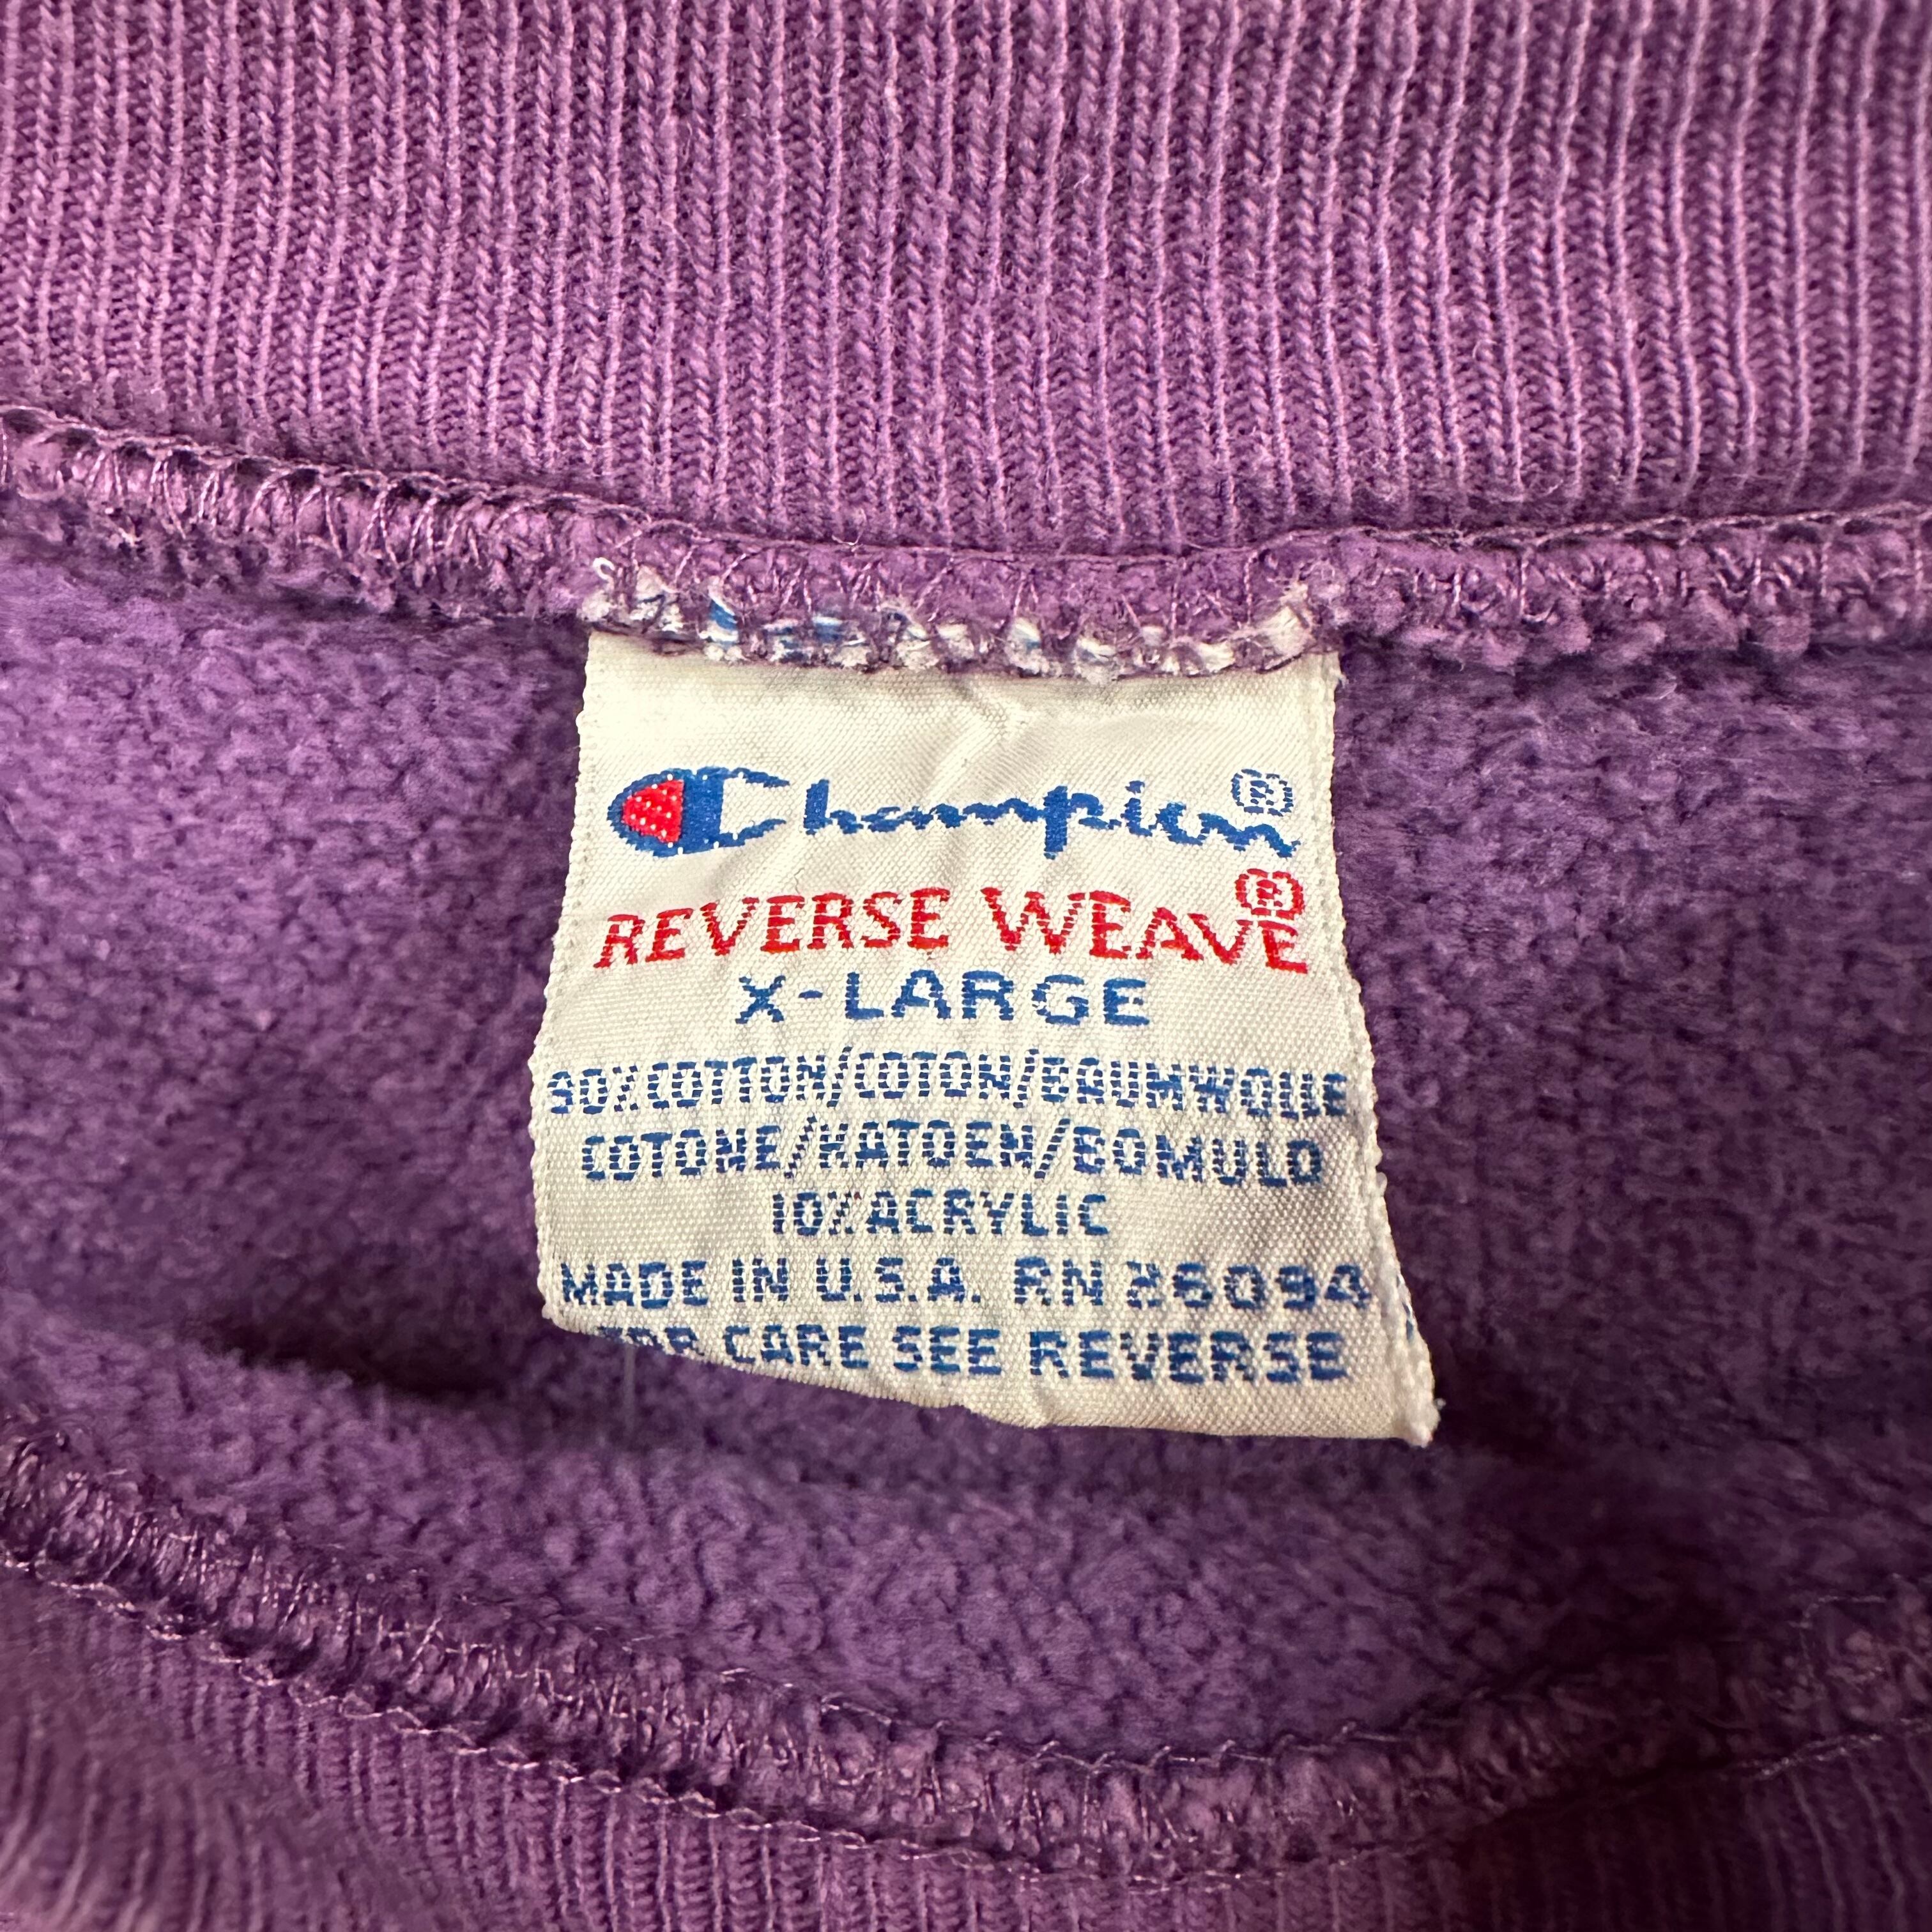 Champion®
REVERSE WEAVE®
X-LARGE
90%COTTON/COTON/BAUMWOLLE
COTONE/KATOEN/BOMULD
10%ACRYLIC
MADE IN U.S.A. RN 26094
FOR CARE SEE REVERSE